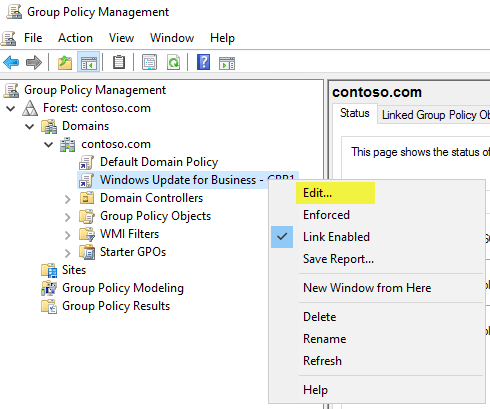 Group Policy Management
File Action View Window Help
Group Policy Management
Forest: contoso.com
Domains
contoso.com
Default Domain Policy
Windows Update for Business -
Domain Controllers
Group Policy Objects
WMI Filters
Starter GPOs
Sites
Group Policy Modeling
Group Policy Results
contoso.com
Status Linked Group Policy Ob
This page shows the status of
Edit...
Enforced
Link Enabled
Save Report...
New Window from Here
Delete
Rename
Refresh
Help